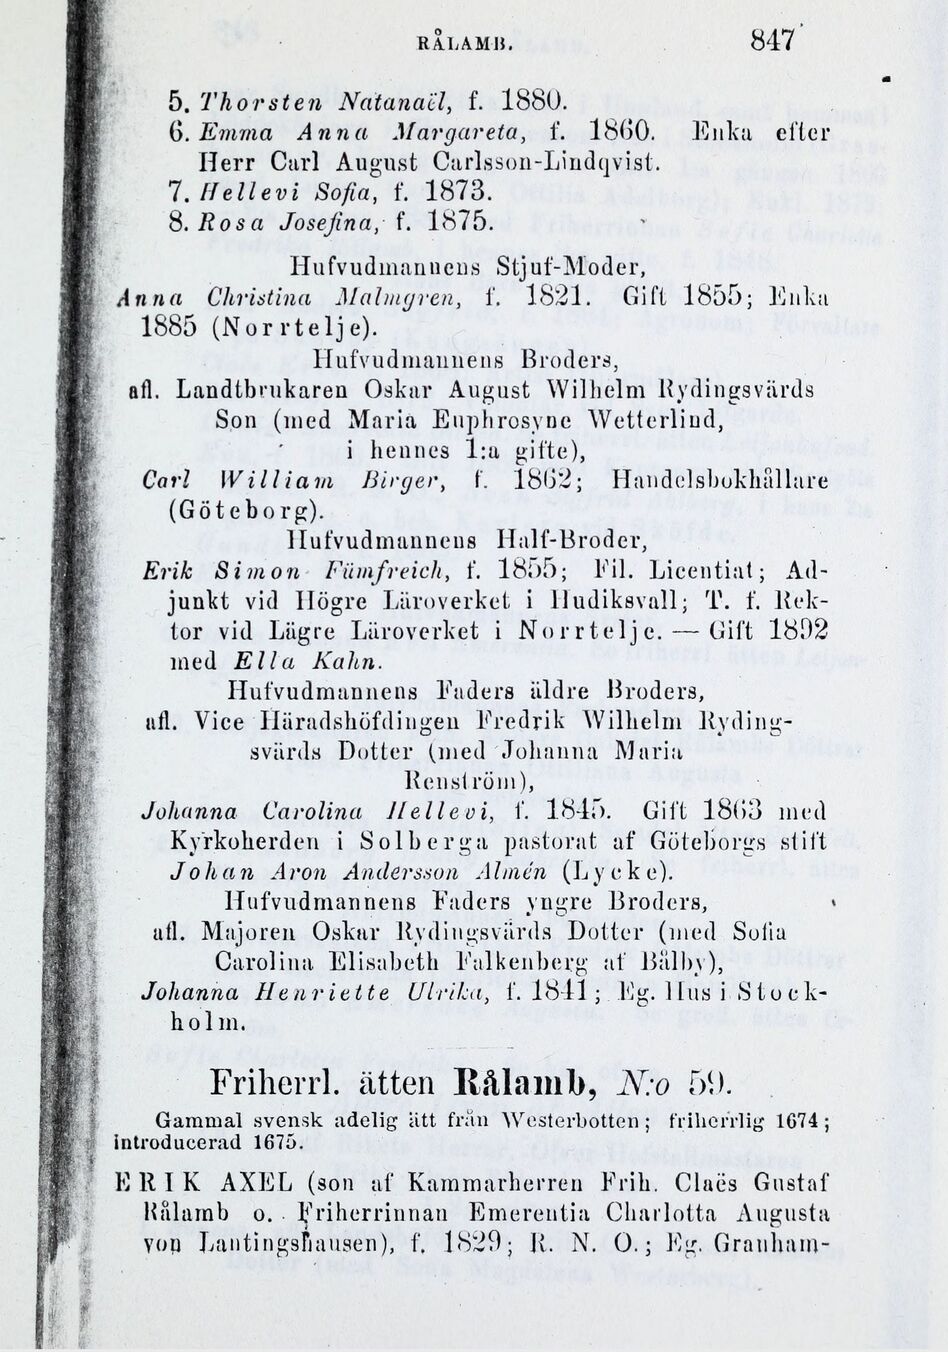 RÅLAMB. 847
5. Thorsten Natanaël, f. 1880.
6. Emma Anna Margareta, f. 1860. Enka efter
Herr Carl August Carlsson-Lindqvist.
7. Hellevi Sofia, f. 1873.
8. Rosa Josefina, f. 1875.
Hufvudmannens Stjuf-Moder,
Anna Christina Malmgren, f. 1821. Gift 1855; Enka
1885 (Norrtelje).
Hufvudmannens Broders,
afl. Landtbrukaren Oskar August Wilhelm Rydingsvärds
Son (med Maria Euphrosyne Wetterlind,
i hennes 1:a gifte),
Carl William Birger, f. 1862; Handelsbokhållare
(Göteborg).
Hufvudmannens Half-Broder,
Erik Simon Fümfreich, f. 1855; Fil. Licentiat; Ad-
junkt vid Högre Läroverket i Hudiksvall; T. f. Rek-
tor vid Lägre Läroverket i Norrtelje. — Gift 1892
med Ella Kahn.
Hufvudmannens Faders äldre Broders,
afl. Vice Häradshöfdingen Fredrik Wilhelm Ryding-
svärds Dotter (med Johanna Maria
Renström),
Johanna Carolina Hellevi, f. 1845. Gift 1863 med
Kyrkoherden i Solberga pastorat af Göteborgs stift
Johan Aron Andersson Almén (Lycke).
Hufvudmannens Faders yngre Broders,
afl. Majoren Oskar Rydingsvärds Dotter (med Sofia
Carolina Elisabeth Falkenberg af Bålby),
Johanna Henriette Ulrika, f. 1841; Eg. Hus i Stock-
holm.
Friherrl. ätten Rålamb, N:o 59.
Gammal svensk adelig ätt från Westerbotten; friherrlig 1674;
introducerad 1675.
ERIK AXEL (son af Kammarherren Frih. Claës Gustaf
Rålamb o. Friherrinnan Emerentia Charlotta Augusta
von Lantingshausen), f. 1829; R. N. O.; Eg. Granham-